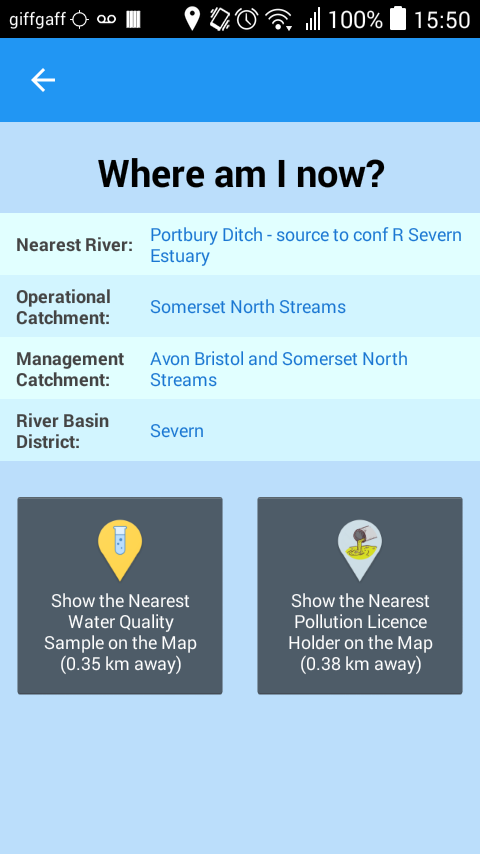 giffgaff 100% 15:50
Where am I now?
Nearest River: Portbury Ditch - source to conf R Severn
Estuary
Operational
Catchment: Somerset North Streams
Management
Catchment: Avon Bristol and Somerset North
Streams
River Basin
District: Severn
Show the Nearest
Water Quality
Sample on the Map
(0.35 km away)
Show the Nearest
Pollution Licence
Holder on the Map
(0.38 km away)